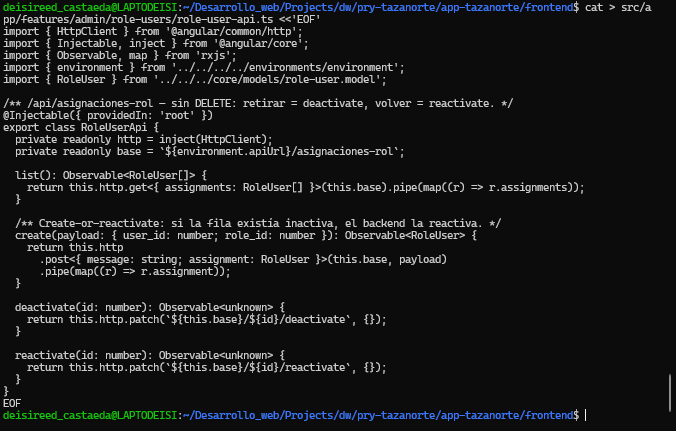 deisireed_castaeda@LAPTODEISI:~/Desarrollo_web/Projects/dw/pry-tazanorte/app-tazanorte/frontend$ cat > src/a
pp/features/admin/role-users/role-user-api.ts <<'EOF'
import { HttpClient } from '@angular/common/http';
import { Injectable, inject } from '@angular/core';
import { Observable, map } from 'rxjs';
import { environment } from '../../../../environments/environment';
import { RoleUser } from '../../../core/models/role-user.model';

/** /api/asignaciones-rol — sin DELETE: retirar = deactivate, volver = reactivate. */
@Injectable({ providedIn: 'root' })
export class RoleUserApi {
  private readonly http = inject(HttpClient);
  private readonly base = `${environment.apiUrl}/asignaciones-rol`;

  list(): Observable<RoleUser[]> {
    return this.http.get<{ assignments: RoleUser[] }>(this.base).pipe(map((r) => r.assignments));
  }

  /** Create-or-reactivate: si la fila existía inactiva, el backend la reactiva. */
  create(payload: { user_id: number; role_id: number }): Observable<RoleUser> {
    return this.http
      .post<{ message: string; assignment: RoleUser }>(this.base, payload)
      .pipe(map((r) => r.assignment));
  }

  deactivate(id: number): Observable<unknown> {
    return this.http.patch(`${this.base}/${id}/deactivate`, {});
  }

  reactivate(id: number): Observable<unknown> {
    return this.http.patch(`${this.base}/${id}/reactivate`, {});
  }
}
EOF
deisireed_castaeda@LAPTODEISI:~/Desarrollo_web/Projects/dw/pry-tazanorte/app-tazanorte/frontend$